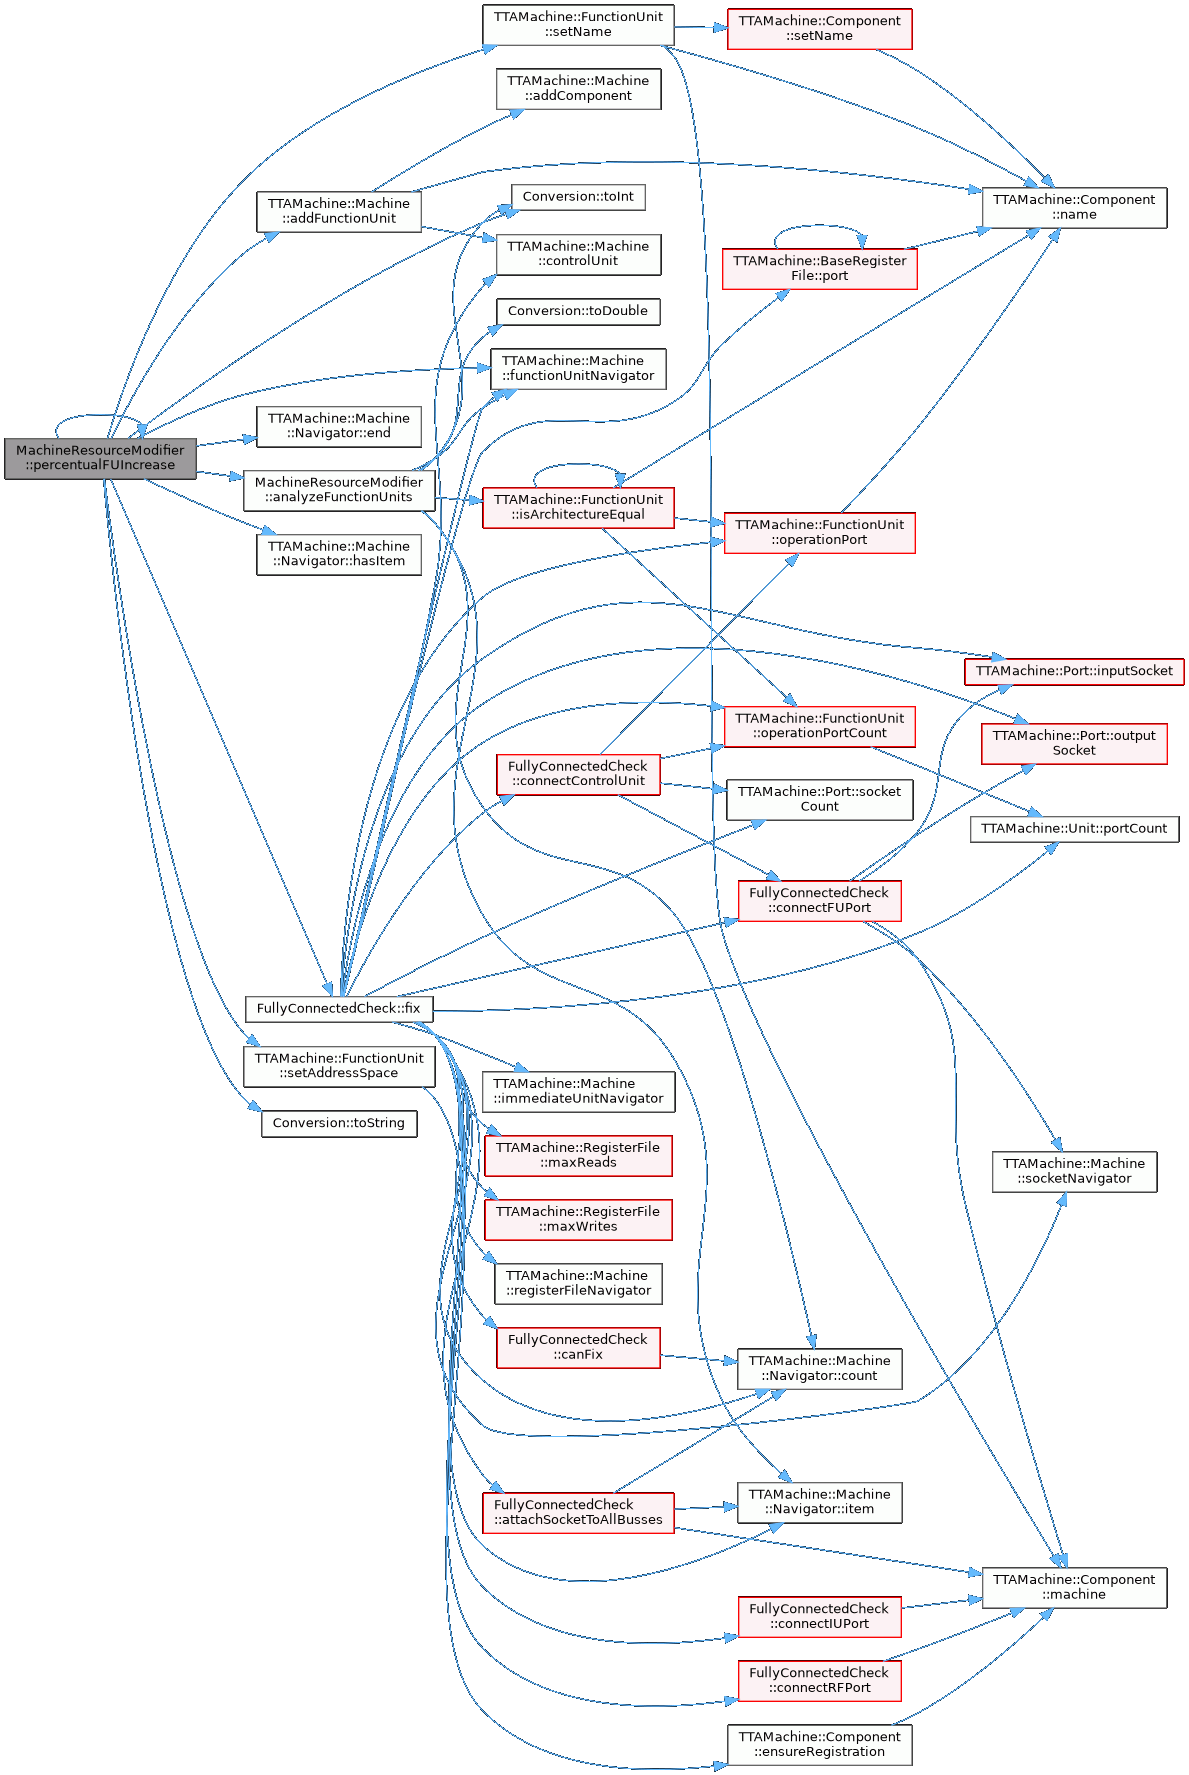 TTAMachine::FunctionUnit
::setName
TTAMachine::Component
::setName
TTAMachine::Machine
::addComponent
TTAMachine::Machine
::addFunctionUnit
Conversion::toInt
TTAMachine::Component
::name
TTAMachine::Machine
::controlUnit
TTAMachine::BaseRegister
File::port
Conversion::toDouble
TTAMachine::Machine
::functionUnitNavigator
TTAMachine::Machine
::Navigator::end
MachineResourceModifier
::percentualFUIncrease
MachineResourceModifier
::analyzeFunctionUnits
TTAMachine::FunctionUnit
::isArchitectureEqual
TTAMachine::FunctionUnit
::operationPort
TTAMachine::Machine
::Navigator::hasItem
TTAMachine::Port::inputSocket
TTAMachine::FunctionUnit
::operationPortCount
TTAMachine::Port::output
Socket
FullyConnectedCheck
::connectControlUnit
TTAMachine::Port::socket
Count
TTAMachine::Unit::portCount
FullyConnectedCheck
::connectFUPort
FullyConnectedCheck::fix
TTAMachine::FunctionUnit
::setAddressSpace
TTAMachine::Machine
::immediateUnitNavigator
Conversion::toString
TTAMachine::RegisterFile
::maxReads
TTAMachine::Machine
::socketNavigator
TTAMachine::RegisterFile
::maxWrites
TTAMachine::Machine
::registerFileNavigator
FullyConnectedCheck
::canFix
TTAMachine::Machine
::Navigator::count
FullyConnectedCheck
::attachSocketToAllBusses
TTAMachine::Machine
::Navigator::item
TTAMachine::Component
::machine
FullyConnectedCheck
::connectIUPort
FullyConnectedCheck
::connectRFPort
TTAMachine::Component
::ensureRegistration